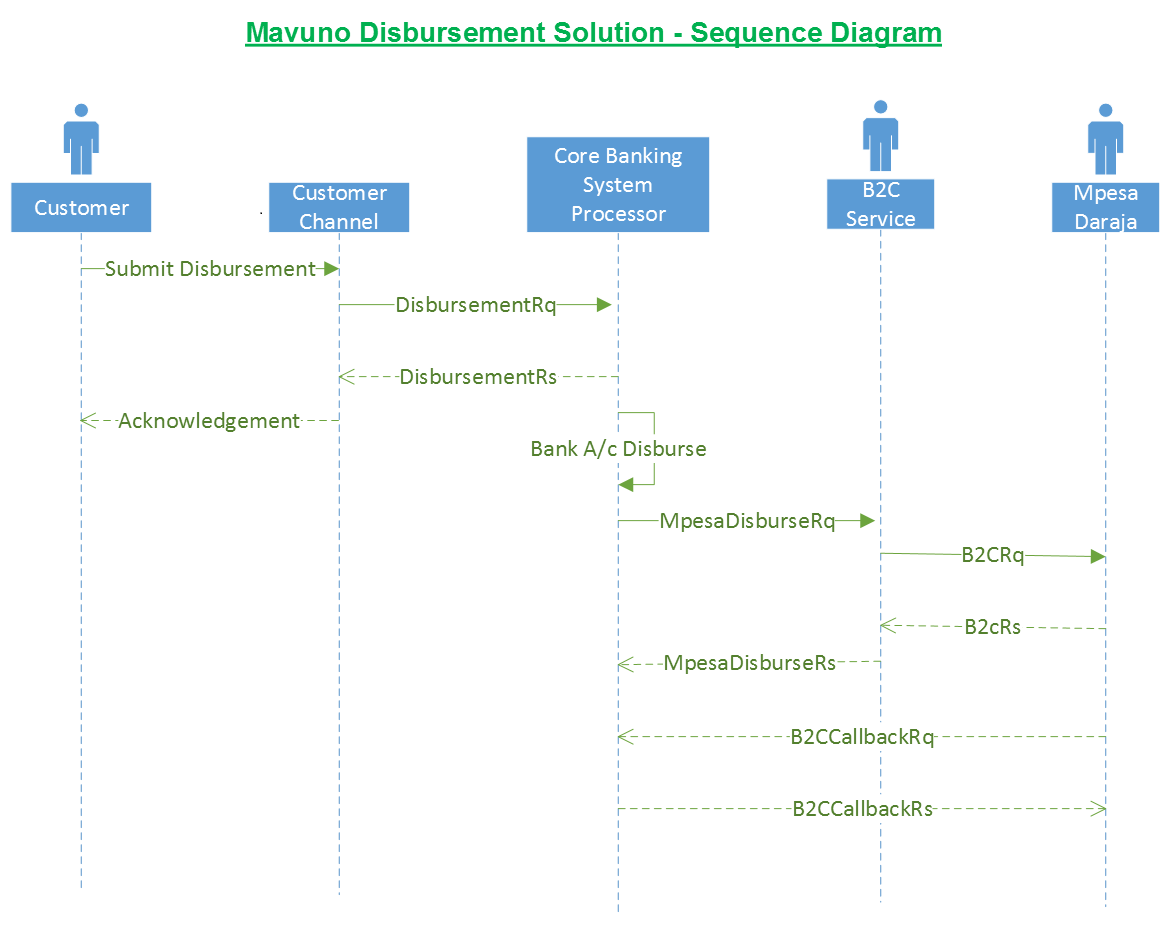 Mavuno Disbursement Solution - Sequence Diagram
Customer
Customer
Channel
Core Banking
System
Processor
B2C
Service
Mpesa
Daraja
.
Submit Disbursement
DisbursementRq
DisbursementRs
Acknowledgement
Bank A/c Disburse
MpesaDisburseRq
B2CRq
B2cRs
MpesaDisburseRs
B2CCallbackRq
B2CCallbackRs